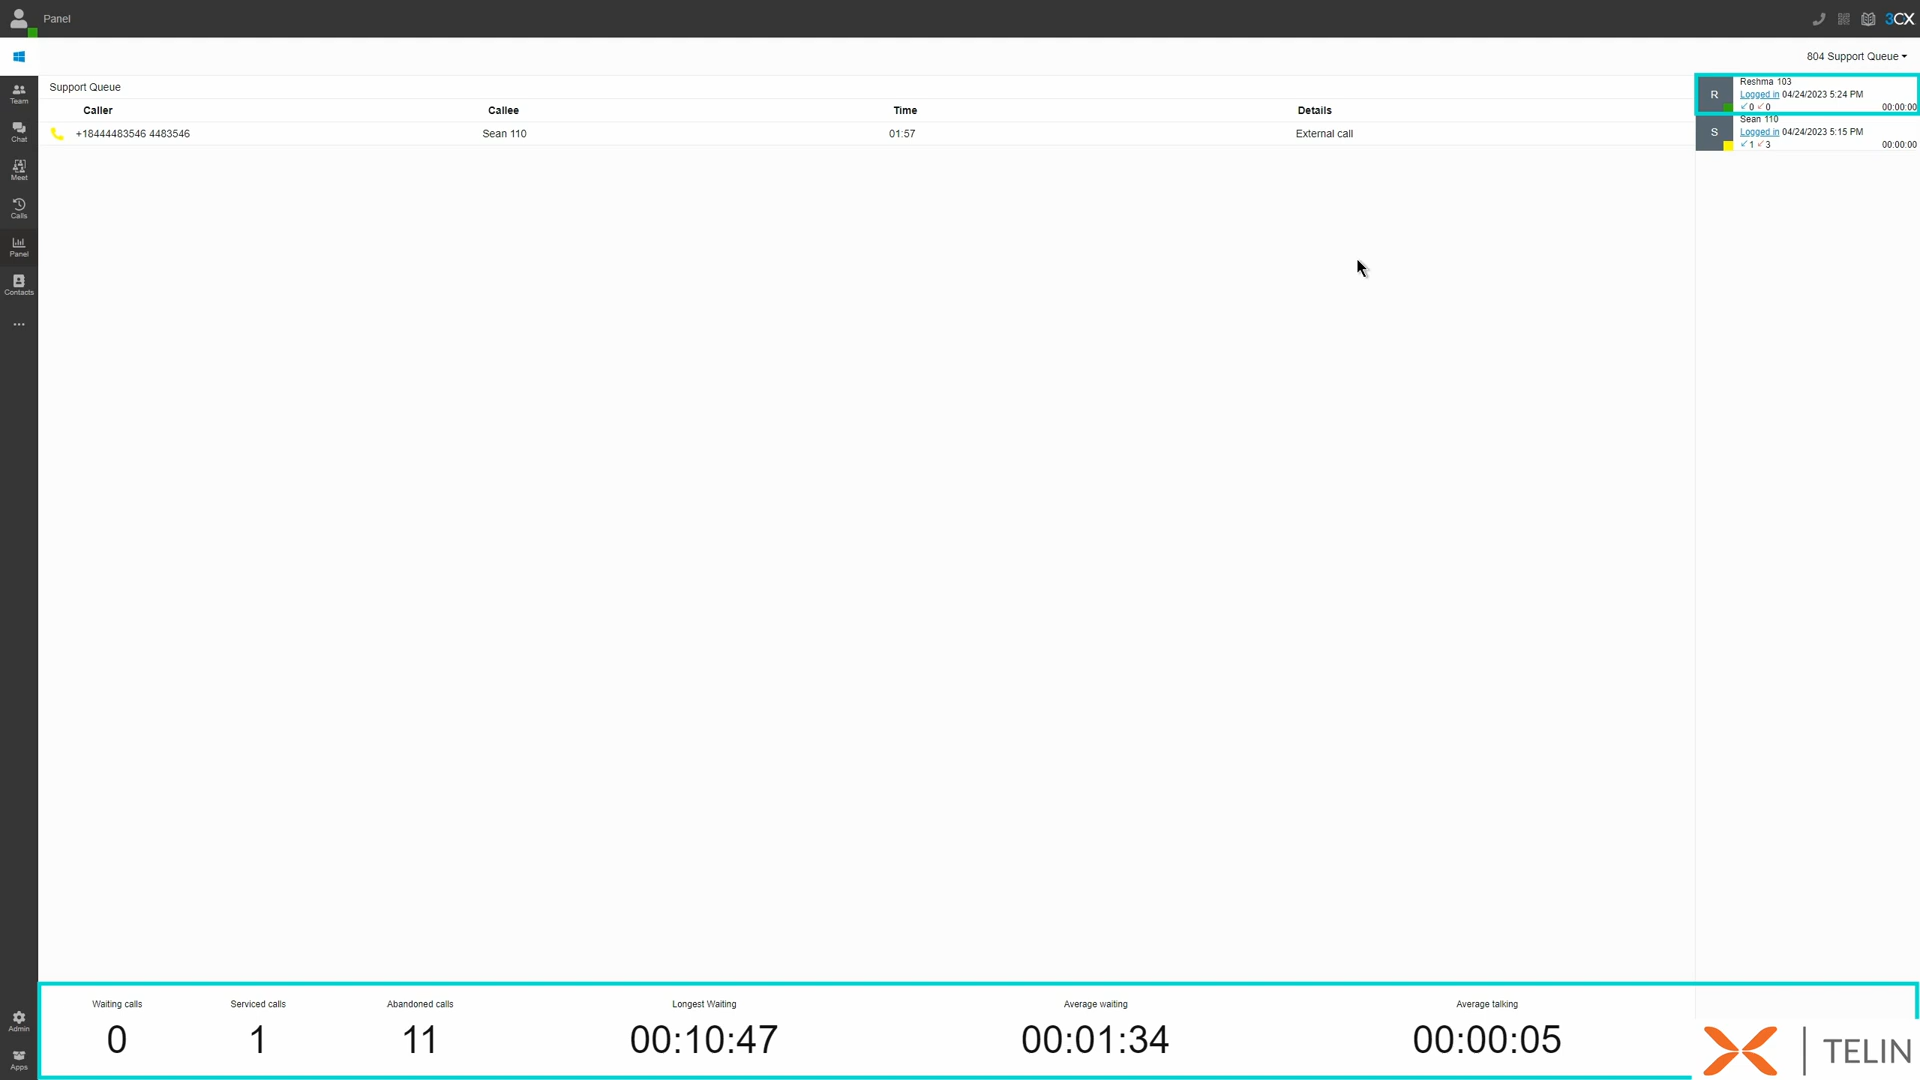 Panel
3CX
804 Support Queue
Team
Chat
Meet
Calls
Panel
Contacts
Admin
Apps
Support Queue
Caller Callee Time Details
+18444483546 4483546 Sean 110 01:57 External call
R
Reshma 103
Logged in 04/24/2023 5:24 PM
0 0 00:00:00
S
Sean 110
Logged in 04/24/2023 5:15 PM
1 3 00:00:00
Waiting calls Serviced calls Abandoned calls Longest Waiting Average waiting Average talking
0 1 11 00:10:47 00:01:34 00:00:05
TELIN